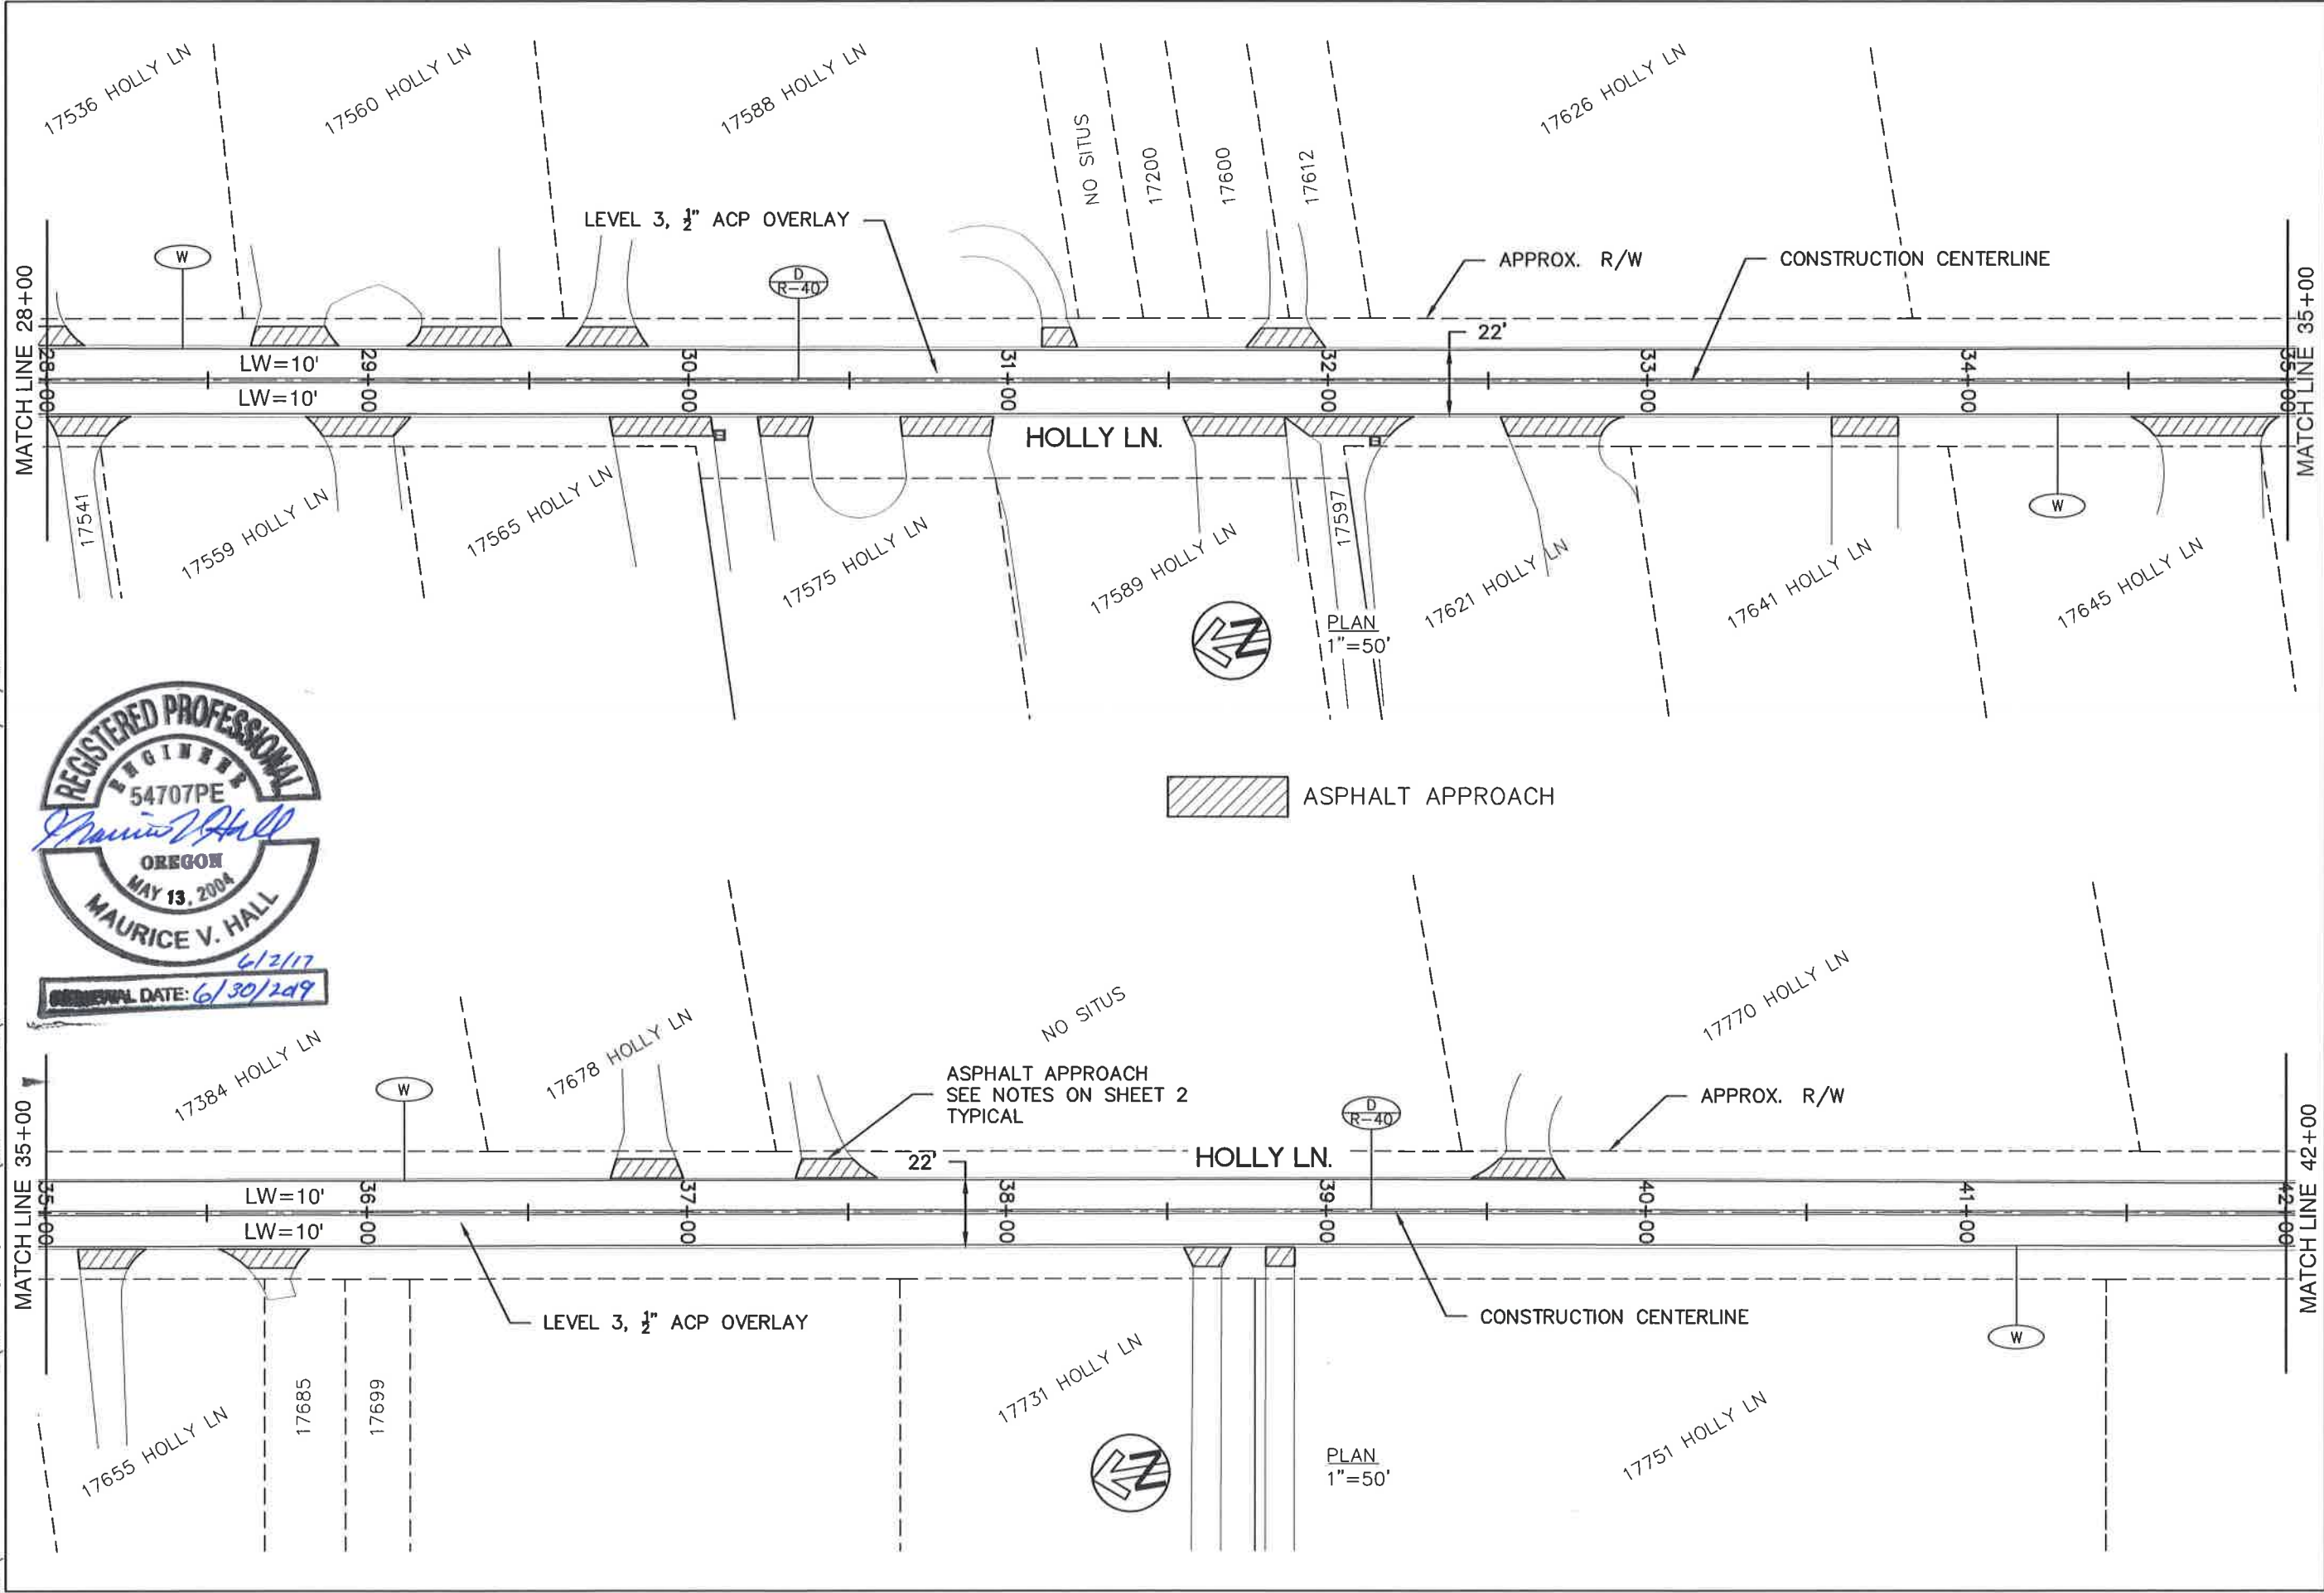 17536 HOLLY LN
17560 HOLLY LN
17588 HOLLY LN
NO SITUS
17200
17600
17612
17626 HOLLY LN
LEVEL 3, ½" ACP OVERLAY
W
D
R-40
APPROX. R/W
CONSTRUCTION CENTERLINE
MATCH LINE 28+00
MATCH LINE 35+00
22'
LW=10'
LW=10'
28+00
29+00
30+00
31+00
32+00
33+00
34+00
35+00
HOLLY LN.
17541
17559 HOLLY LN
17565 HOLLY LN
17575 HOLLY LN
17589 HOLLY LN
17597
17621 HOLLY LN
17641 HOLLY LN
17645 HOLLY LN
W
N
PLAN
1"=50'
REGISTERED PROFESSIONAL
ENGINEER
54707PE
Maurice V Hall
OREGON
MAY 13, 2004
MAURICE V. HALL
6/2/17
RENEWAL DATE: 6/30/2019
ASPHALT APPROACH
17384 HOLLY LN
17678 HOLLY LN
NO SITUS
17770 HOLLY LN
W
ASPHALT APPROACH
SEE NOTES ON SHEET 2
TYPICAL
D
R-40
APPROX. R/W
MATCH LINE 35+00
MATCH LINE 42+00
22'
HOLLY LN.
LW=10'
LW=10'
35+00
36+00
37+00
38+00
39+00
40+00
41+00
42+00
LEVEL 3, ½" ACP OVERLAY
CONSTRUCTION CENTERLINE
W
17655 HOLLY LN
17685
17699
17731 HOLLY LN
17751 HOLLY LN
N
PLAN
1"=50'